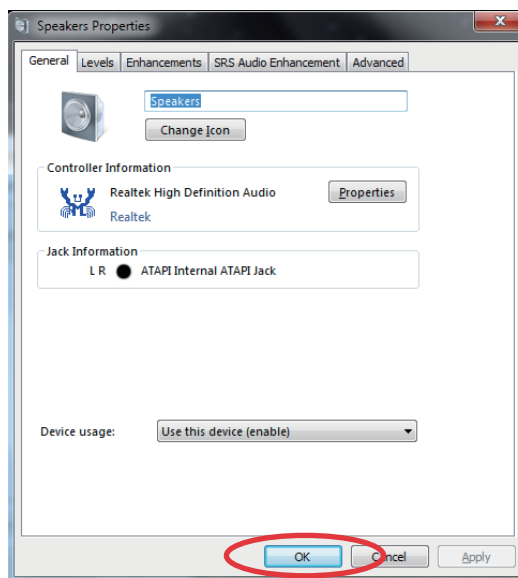 Speakers Properties
General Levels Enhancements SRS Audio Enhancement Advanced
Speakers
Change Icon
Controller Information
Realtek High Definition Audio Properties
Realtek
Jack Information
L R ATAPI Internal ATAPI Jack
Device usage: Use this device (enable)
OK Cancel Apply